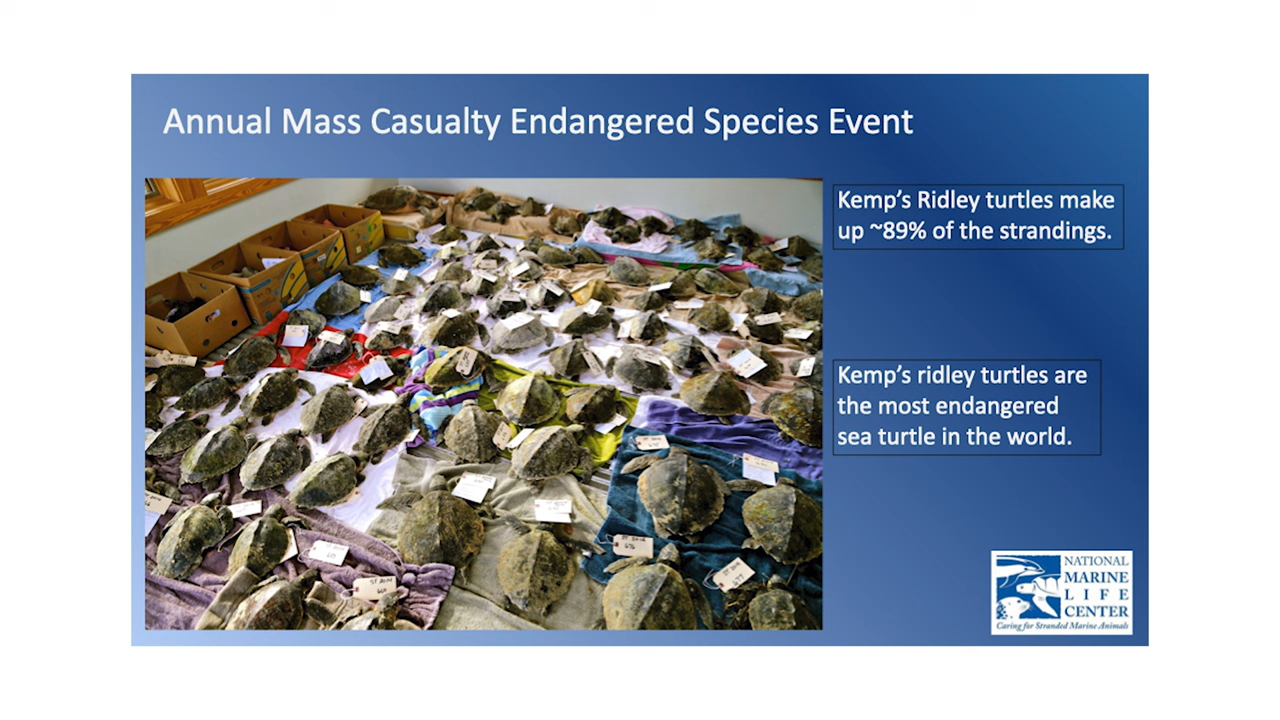 Annual Mass Casualty Endangered Species Event
Kemp's Ridley turtles make
up ~89% of the strandings.
Kemp's ridley turtles are
the most endangered
sea turtle in the world.
NATIONAL
MARINE
LIFE
CENTER
Caring for Stranded Marine Animals